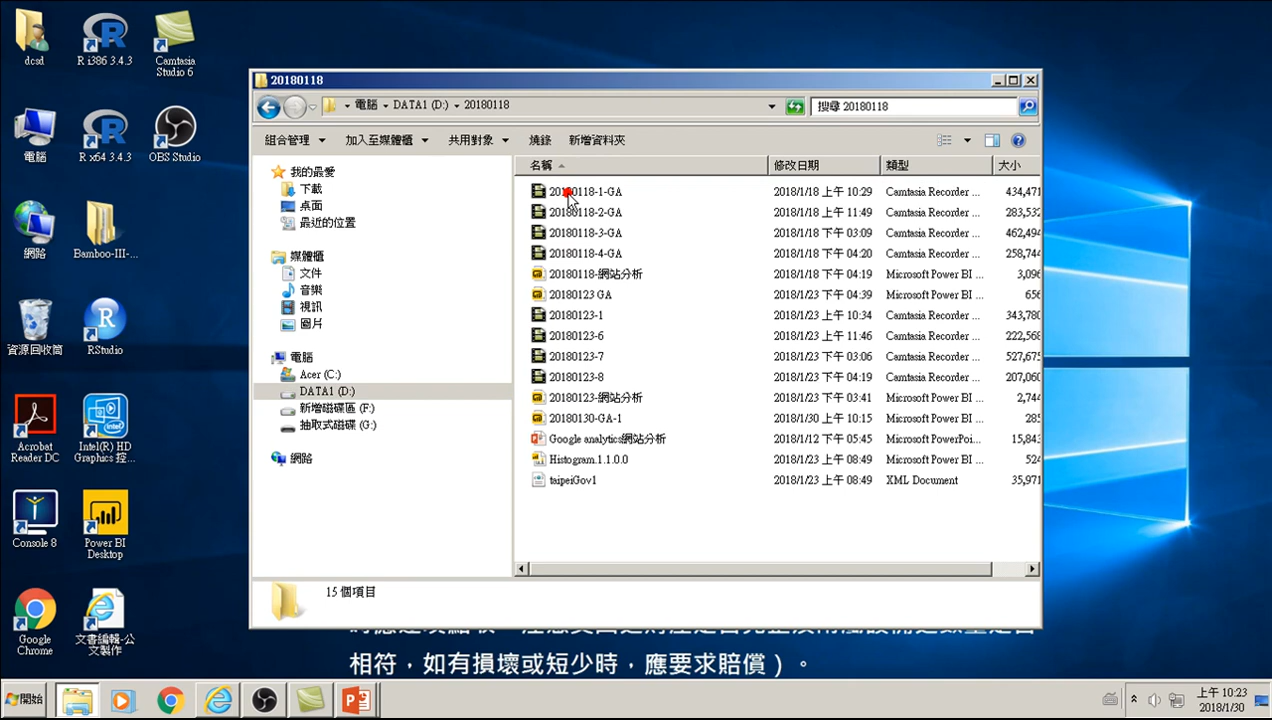 dcsd
R i386 3.4.3
Camtasia
Studio 6
電腦
R x64 3.4.3
OBS Studio
網路
Bamboo-III-...
資源回收筒
RStudio
Acrobat
Reader DC
Intel(R) HD
Graphics 控...
Console 8
Power BI
Desktop
Google
Chrome
文書編輯-公
文製作
20180118
電腦 DATA1 (D:) 20180118
搜尋 20180118
組合管理 加入至媒體櫃 共用對象 燒錄 新增資料夾
我的最愛
下載
桌面
最近的位置
媒體櫃
文件
音樂
視訊
圖片
電腦
Acer (C:)
DATA1 (D:)
新增磁碟區 (F:)
抽取式磁碟 (G:)
網路
名稱 修改日期 類型 大小
20180118-1-GA 2018/1/18 上午 10:29 Camtasia Recorder ... 434,471
20180118-2-GA 2018/1/18 上午 11:49 Camtasia Recorder ... 283,532
20180118-3-GA 2018/1/18 下午 03:09 Camtasia Recorder ... 462,494
20180118-4-GA 2018/1/18 下午 04:20 Camtasia Recorder ... 258,744
20180118-網站分析 2018/1/18 下午 04:19 Microsoft Power BI ... 3,096
20180123 GA 2018/1/23 下午 04:39 Microsoft Power BI ... 656
20180123-1 2018/1/23 上午 10:34 Camtasia Recorder ... 343,780
20180123-6 2018/1/23 上午 11:46 Camtasia Recorder ... 222,568
20180123-7 2018/1/23 下午 03:06 Camtasia Recorder ... 527,675
20180123-8 2018/1/23 下午 04:19 Camtasia Recorder ... 207,060
20180123-網站分析 2018/1/23 下午 03:41 Microsoft Power BI ... 2,744
20180130-GA-1 2018/1/30 上午 10:15 Microsoft Power BI ... 285
Google analytics網站分析 2018/1/12 下午 05:45 Microsoft PowerPoi... 15,843
Histogram.1.1.0.0 2018/1/23 上午 08:49 Microsoft Power BI ... 524
taipeiGov1 2018/1/23 上午 08:49 XML Document 35,971
15 個項目
相符，如有損壞或短少時，應要求賠償）。
開始
上午 10:23
2018/1/30